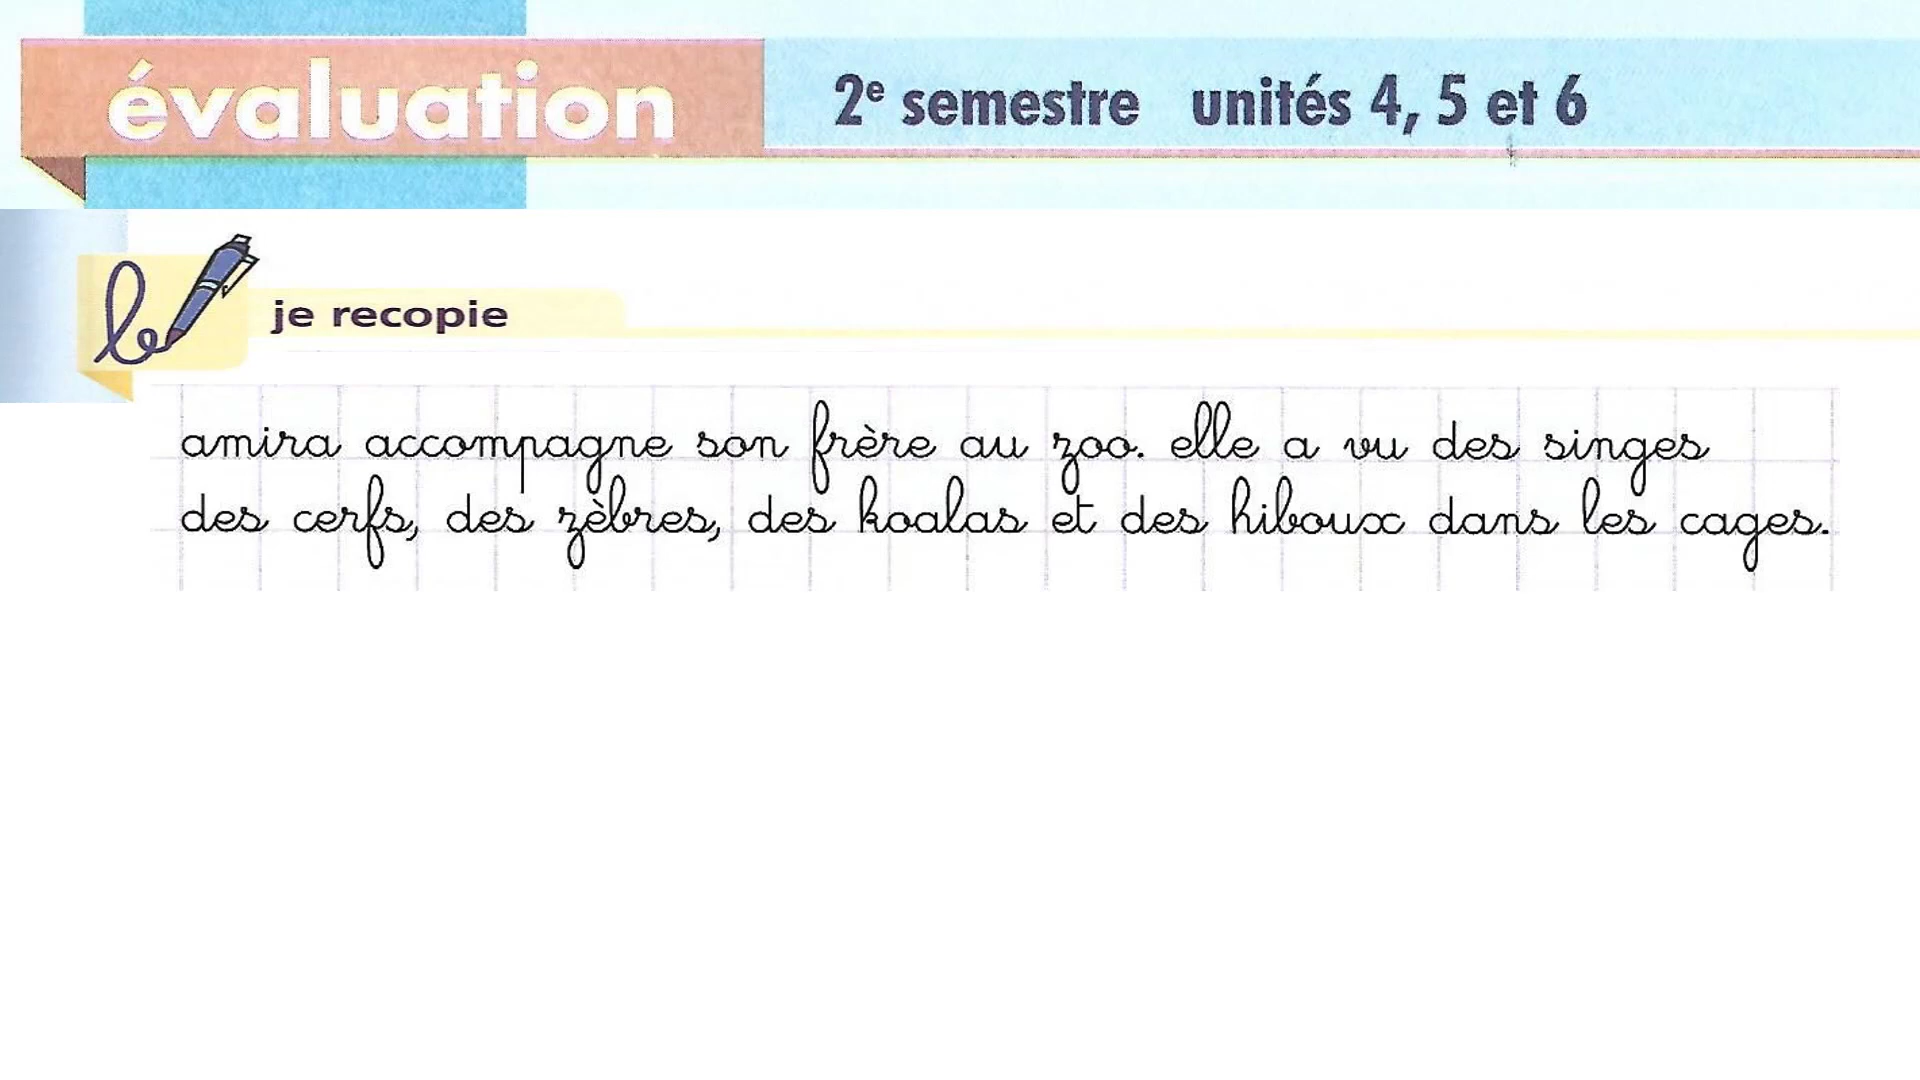 évaluation 2e semestre unités 4, 5 et 6
je recopie
amira accompagne son frère au zoo. elle a vu des singes
des cerfs, des zèbres, des koalas et des hiboux dans les cages.